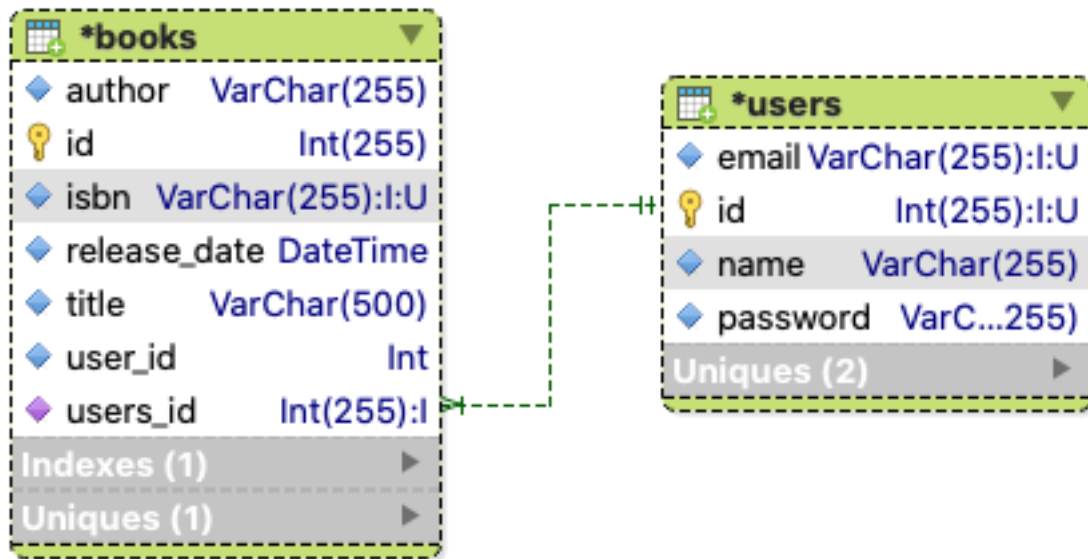 *books
author VarChar(255)
id Int(255)
isbn VarChar(255):I:U
release_date DateTime
title VarChar(500)
user_id Int
users_id Int(255):I
Indexes (1)
Uniques (1)
*users
email VarChar(255):I:U
id Int(255):I:U
name VarChar(255)
password VarC...255)
Uniques (2)